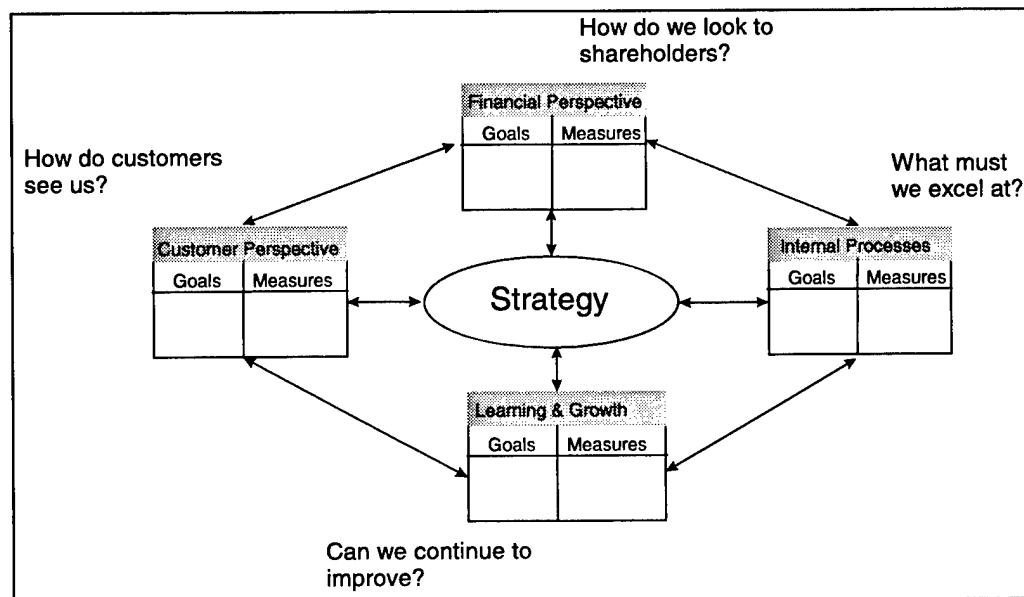 How do we look to
shareholders?
Financial Perspective
Goals Measures
How do customers
see us?
What must
we excel at?
Customer Perspective
Goals Measures
Internal Processes
Goals Measures
Strategy
Learning & Growth
Goals Measures
Can we continue to
improve?